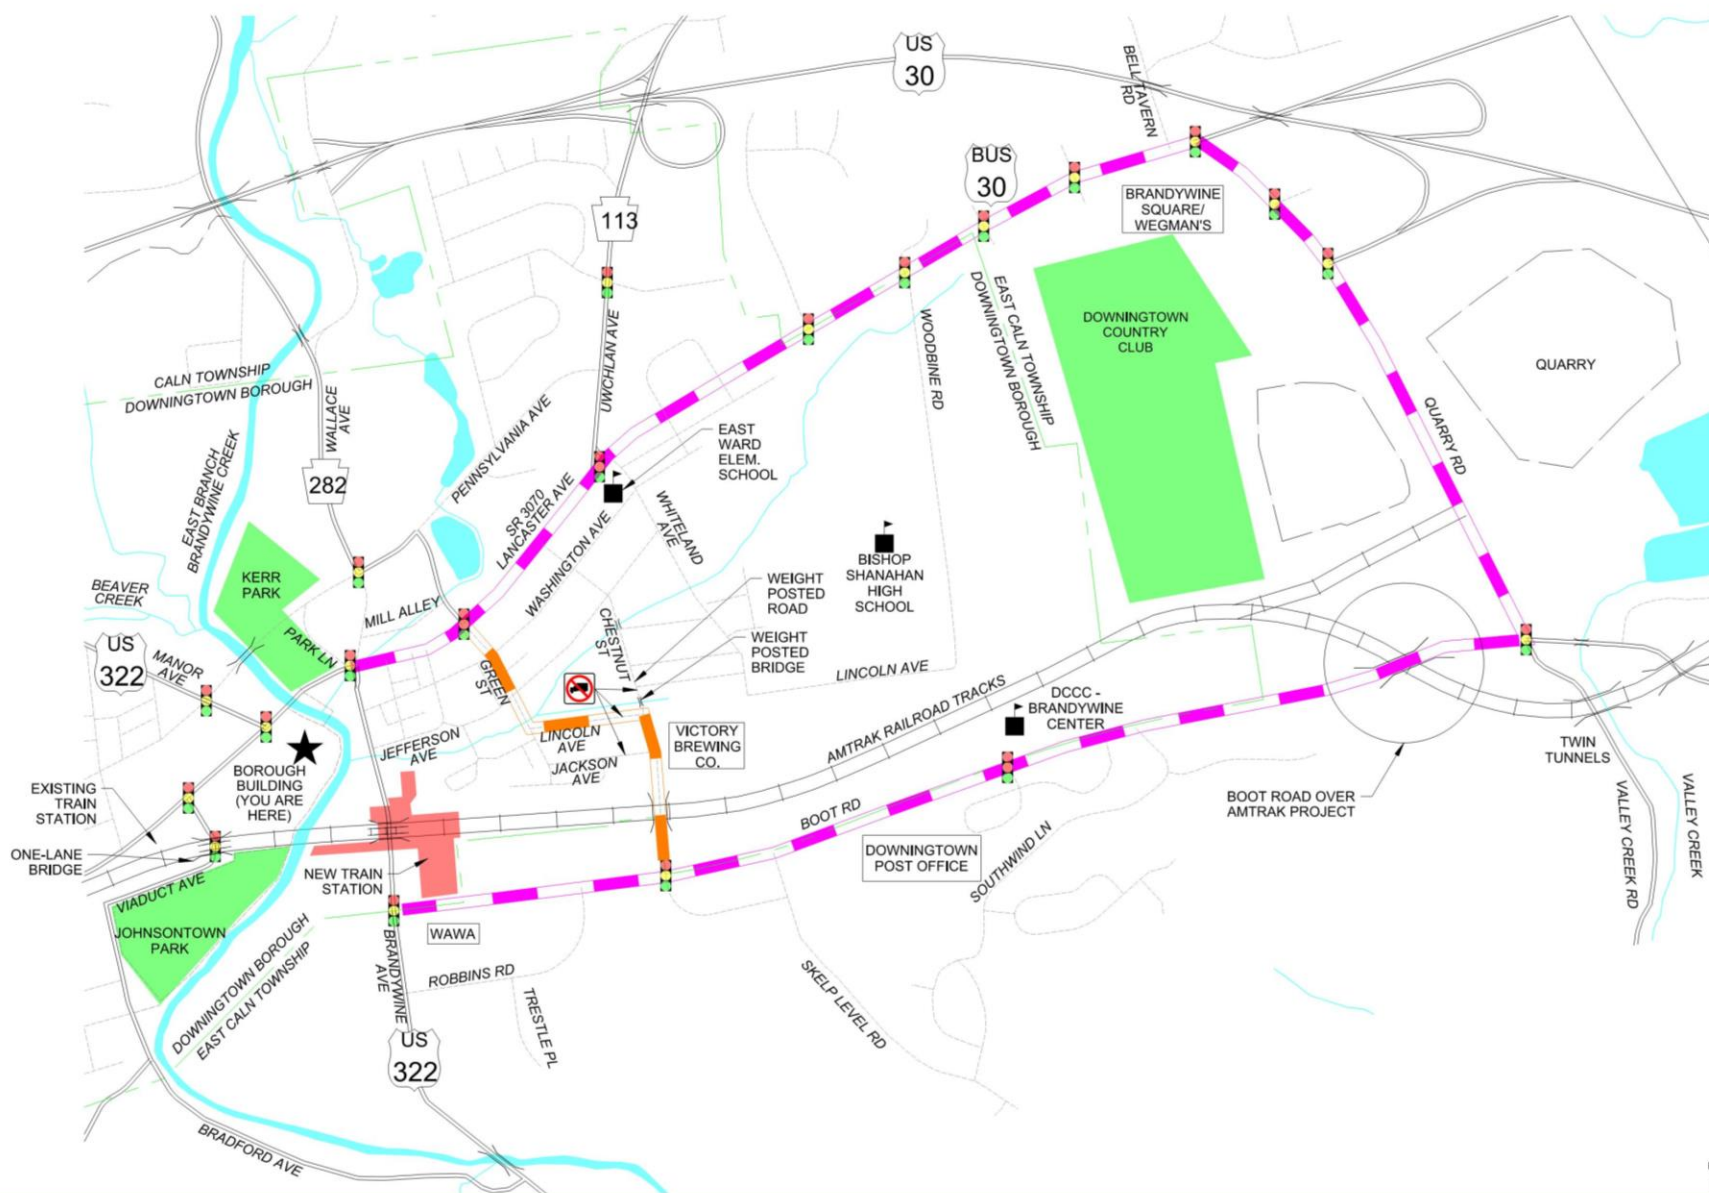 US
30
BELL TAVERN
RD
BUS
30
BRANDYWINE
SQUARE/
WEGMAN'S
113
UWCHLAN AVE
WOODBINE RD
EAST CALN TOWNSHIP
DOWNINGTOWN BOROUGH
DOWNINGTOWN
COUNTRY
CLUB
QUARRY
QUARRY RD
CALN TOWNSHIP
DOWNINGTOWN BOROUGH
WALLACE
AVE
282
EAST BRANCH
BRANDYWINE CREEK
PENNSYLVANIA AVE
EAST
WARD
ELEM.
SCHOOL
SR 3070
LANCASTER AVE
WASHINGTON AVE
WHITELAND
AVE
BISHOP
SHANAHAN
HIGH
SCHOOL
KERR
PARK
BEAVER
CREEK
MILL ALLEY
PARK LN
WEIGHT
POSTED
ROAD
WEIGHT
POSTED
BRIDGE
CHESTNUT
ST
US
322
MANOR
AVE
GREEN
ST
LINCOLN AVE
LINCOLN
AVE
JACKSON
AVE
JEFFERSON
AVE
VICTORY
BREWING
CO.
AMTRAK RAILROAD TRACKS
DCCC -
BRANDYWINE
CENTER
TWIN
TUNNELS
BOOT ROAD OVER
AMTRAK PROJECT
VALLEY CREEK RD
VALLEY CREEK
BOROUGH
BUILDING
(YOU ARE
HERE)
EXISTING
TRAIN
STATION
ONE-LANE
BRIDGE
VIADUCT AVE
NEW TRAIN
STATION
BOOT RD
DOWNINGTOWN
POST OFFICE
SOUTHWIND LN
JOHNSONTOWN
PARK
WAWA
DOWNINGTOWN BOROUGH
EAST CALN TOWNSHIP
BRANDYWINE
AVE
ROBBINS RD
TRESTLE PL
SKELP LEVEL RD
US
322
BRADFORD AVE